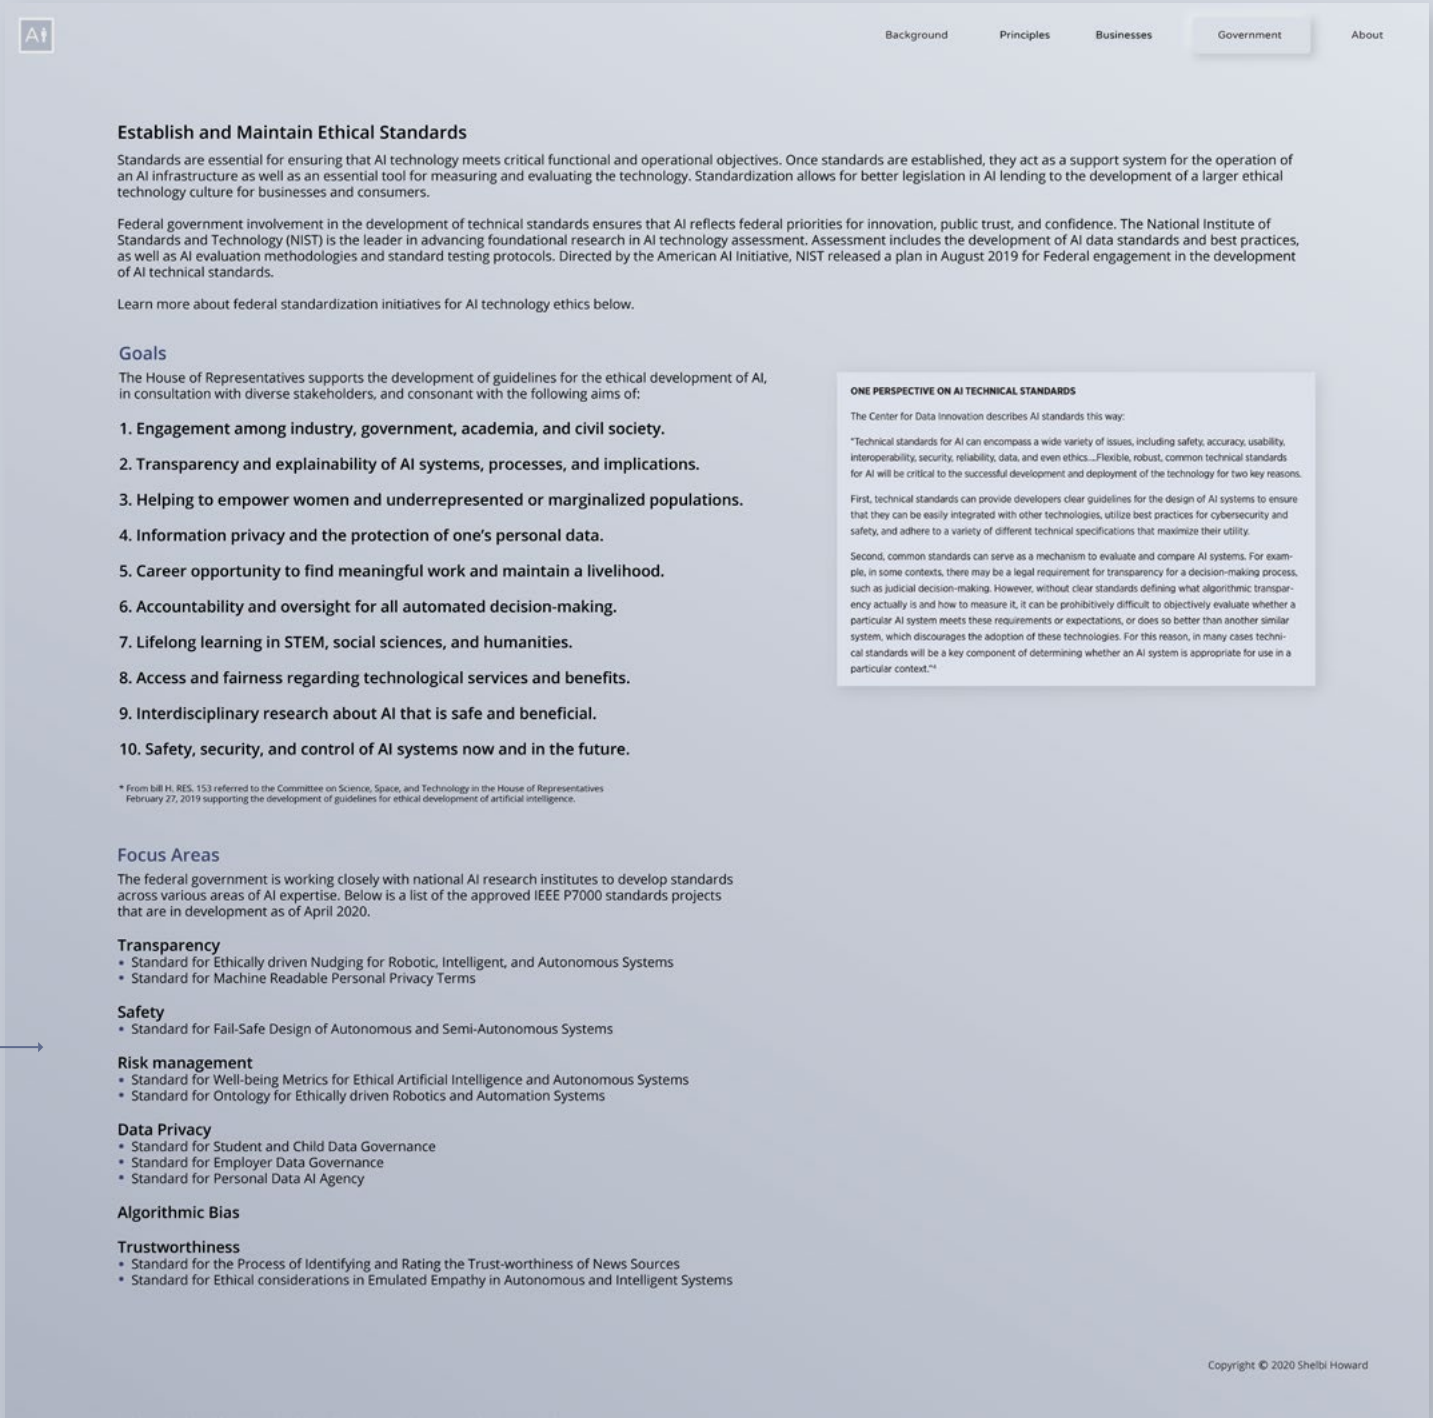 Ai
Background
Principles
Businesses
Government
About
Establish and Maintain Ethical Standards
Standards are essential for ensuring that AI technology meets critical functional and operational objectives. Once standards are established, they act as a support system for the operation of
an AI infrastructure as well as an essential tool for measuring and evaluating the technology. Standardization allows for better legislation in AI lending to the development of a larger ethical
technology culture for businesses and consumers.
Federal government involvement in the development of technical standards ensures that AI reflects federal priorities for innovation, public trust, and confidence. The National Institute of
Standards and Technology (NIST) is the leader in advancing foundational research in AI technology assessment. Assessment includes the development of AI data standards and best practices,
as well as AI evaluation methodologies and standard testing protocols. Directed by the American AI Initiative, NIST released a plan in August 2019 for Federal engagement in the development
of AI technical standards.
Learn more about federal standardization initiatives for AI technology ethics below.
Goals
The House of Representatives supports the development of guidelines for the ethical development of AI,
in consultation with diverse stakeholders, and consonant with the following aims of:
1. Engagement among industry, government, academia, and civil society.
2. Transparency and explainability of AI systems, processes, and implications.
3. Helping to empower women and underrepresented or marginalized populations.
4. Information privacy and the protection of one's personal data.
5. Career opportunity to find meaningful work and maintain a livelihood.
6. Accountability and oversight for all automated decision-making.
7. Lifelong learning in STEM, social sciences, and humanities.
8. Access and fairness regarding technological services and benefits.
9. Interdisciplinary research about AI that is safe and beneficial.
10. Safety, security, and control of AI systems now and in the future.
* From bill H. RES. 153 referred to the Committee on Science, Space, and Technology in the House of Representatives
February 27, 2019 supporting the development of guidelines for ethical development of artificial intelligence.
ONE PERSPECTIVE ON AI TECHNICAL STANDARDS
The Center for Data Innovation describes AI standards this way:
"Technical standards for AI can encompass a wide variety of issues, including safety, accuracy, usability,
interoperability, security, reliability, data, and even ethics....Flexible, robust, common technical standards
for AI will be critical to the successful development and deployment of the technology for two key reasons.
First, technical standards can provide developers clear guidelines for the design of AI systems to ensure
that they can be easily integrated with other technologies, utilize best practices for cybersecurity and
safety, and adhere to a variety of different technical specifications that maximize their utility.
Second, common standards can serve as a mechanism to evaluate and compare AI systems. For exam-
ple, in some contexts, there may be a legal requirement for transparency for a decision-making process,
such as judicial decision-making. However, without clear standards defining what algorithmic transpar-
ency actually is and how to measure it, it can be prohibitively difficult to objectively evaluate whether a
particular AI system meets these requirements or expectations, or does so better than another similar
system, which discourages the adoption of these technologies. For this reason, in many cases techni-
cal standards will be a key component of determining whether an AI system is appropriate for use in a
particular context."⁴
Focus Areas
The federal government is working closely with national AI research institutes to develop standards
across various areas of AI expertise. Below is a list of the approved IEEE P7000 standards projects
that are in development as of April 2020.
Transparency
• Standard for Ethically driven Nudging for Robotic, Intelligent, and Autonomous Systems
• Standard for Machine Readable Personal Privacy Terms
Safety
• Standard for Fail-Safe Design of Autonomous and Semi-Autonomous Systems
Risk management
• Standard for Well-being Metrics for Ethical Artificial Intelligence and Autonomous Systems
• Standard for Ontology for Ethically driven Robotics and Automation Systems
Data Privacy
• Standard for Student and Child Data Governance
• Standard for Employer Data Governance
• Standard for Personal Data AI Agency
Algorithmic Bias
Trustworthiness
• Standard for the Process of Identifying and Rating the Trust-worthiness of News Sources
• Standard for Ethical considerations in Emulated Empathy in Autonomous and Intelligent Systems
Copyright © 2020 Shelbi Howard